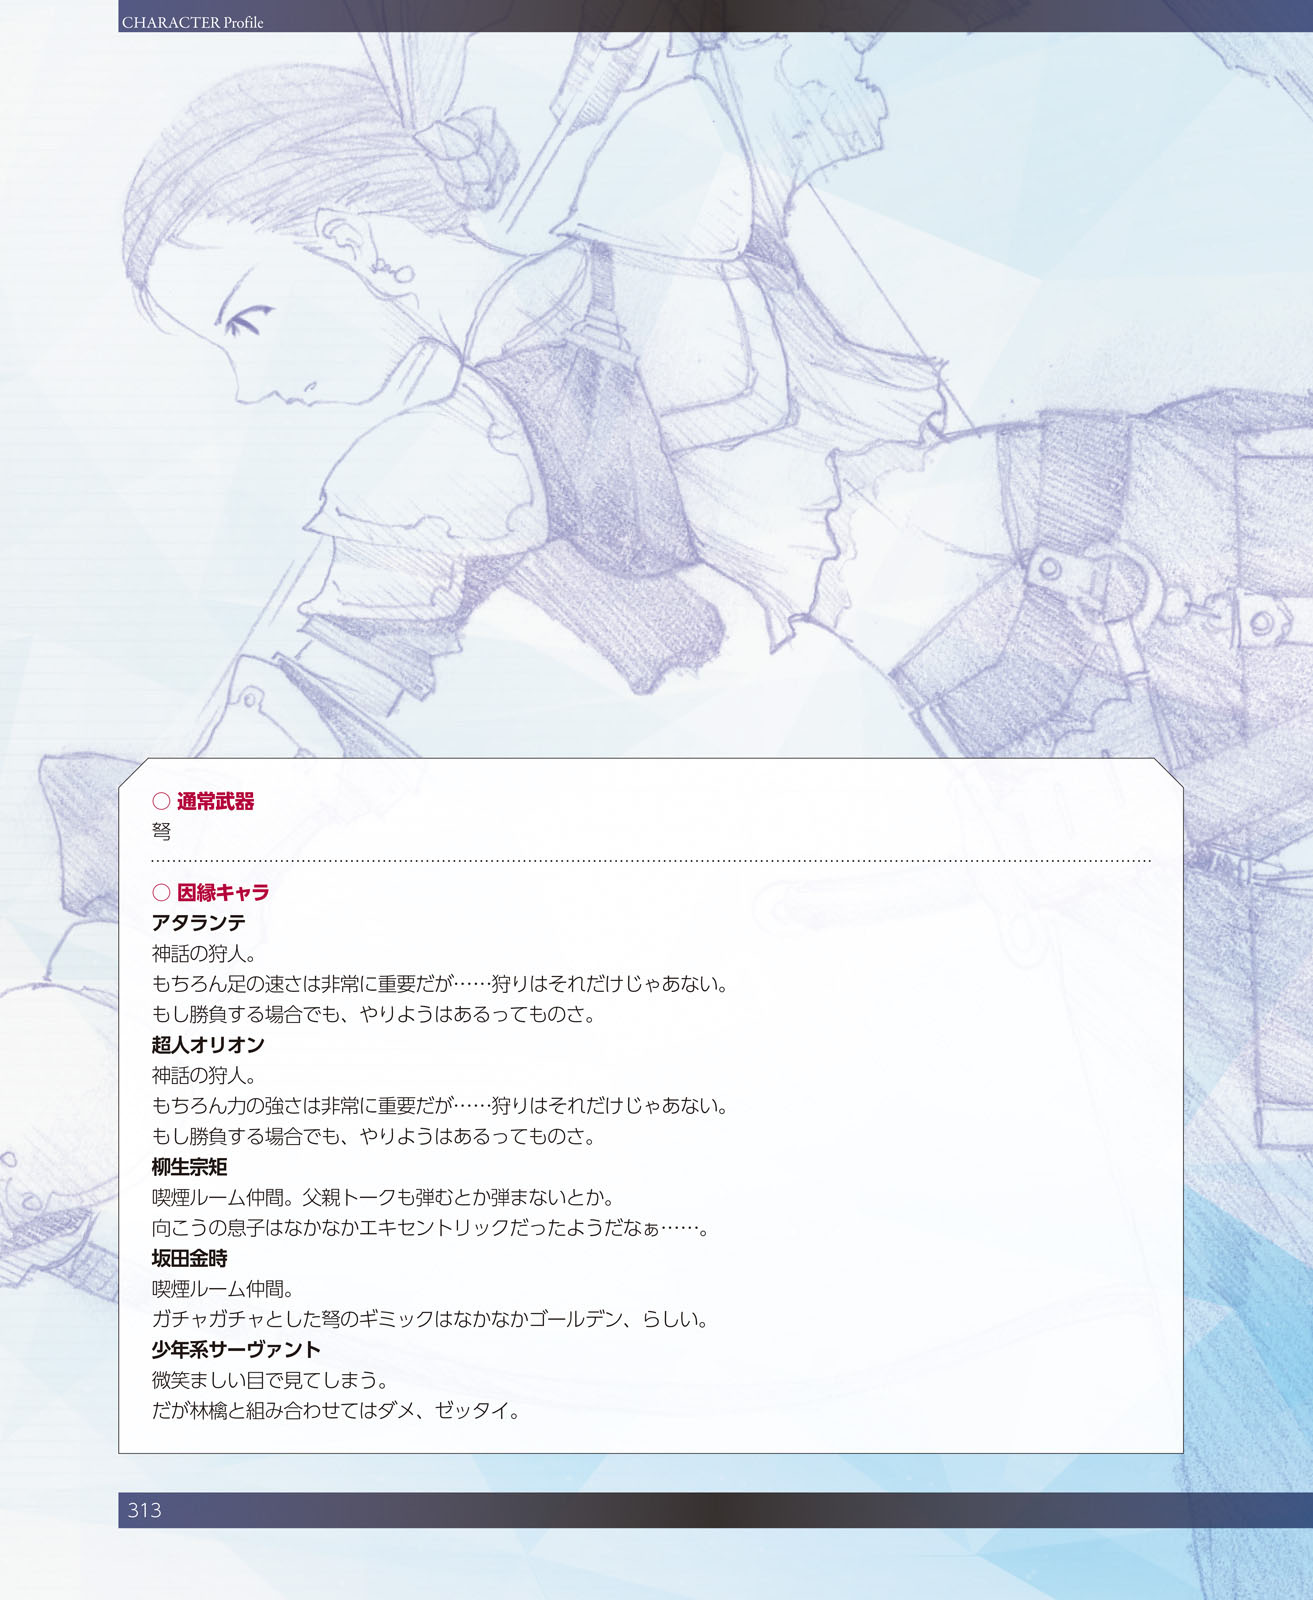 CHARACTER Profile
○ 通常武器
弩
○ 因縁キャラ
アタランテ
神話の狩人。
もちろん足の速さは非常に重要だが……狩りはそれだけじゃあない。
もし勝負する場合でも、やりようはあるってものさ。
超人オリオン
神話の狩人。
もちろん力の強さは非常に重要だが……狩りはそれだけじゃあない。
もし勝負する場合でも、やりようはあるってものさ。
柳生宗矩
喫煙ルーム仲間。父親トークも弾むとか弾まないとか。
向こうの息子はなかなかエキセントリックだったようだなぁ……。
坂田金時
喫煙ルーム仲間。
ガチャガチャとした弩のギミックはなかなかゴールデン、らしい。
少年系サーヴァント
微笑ましい目で見てしまう。
だが林檎と組み合わせてはダメ、ゼッタイ。
313